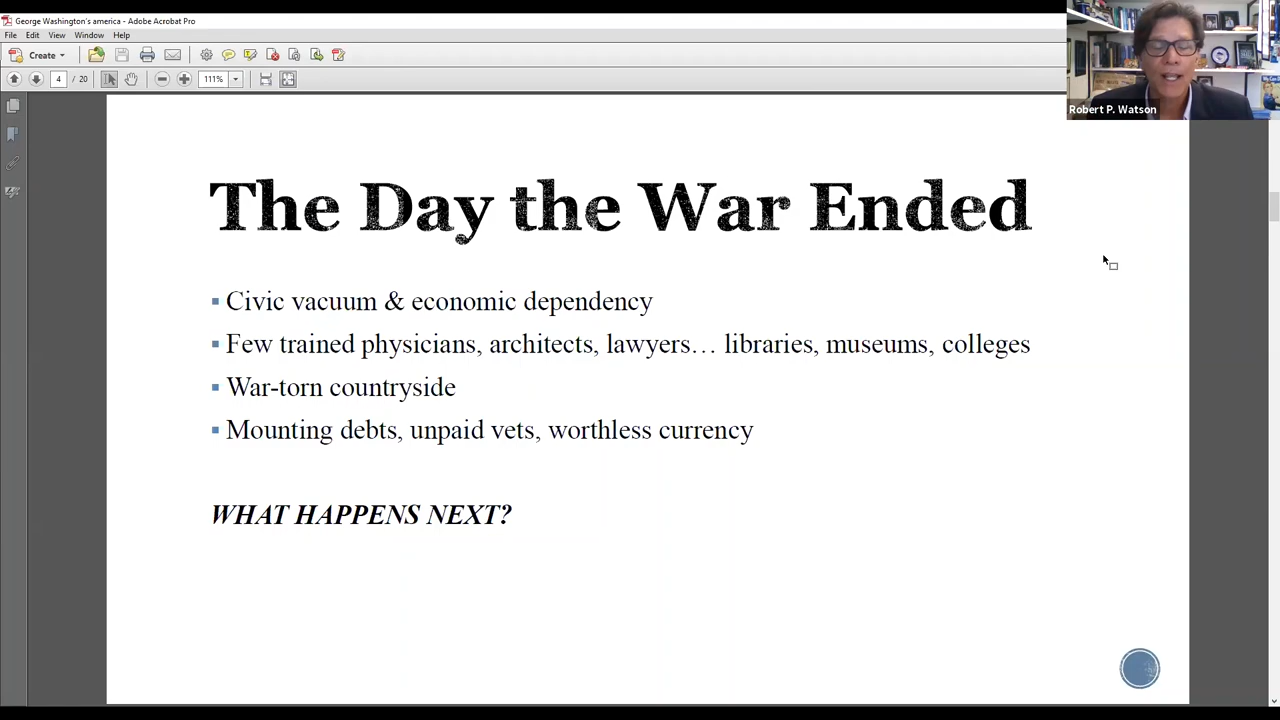 George Washington's america - Adobe Acrobat Pro
File Edit View Window Help
Create
4 / 20
111%
Robert P. Watson
The Day the War Ended
▪ Civic vacuum & economic dependency
▪ Few trained physicians, architects, lawyers… libraries, museums, colleges
▪ War-torn countryside
▪ Mounting debts, unpaid vets, worthless currency
WHAT HAPPENS NEXT?